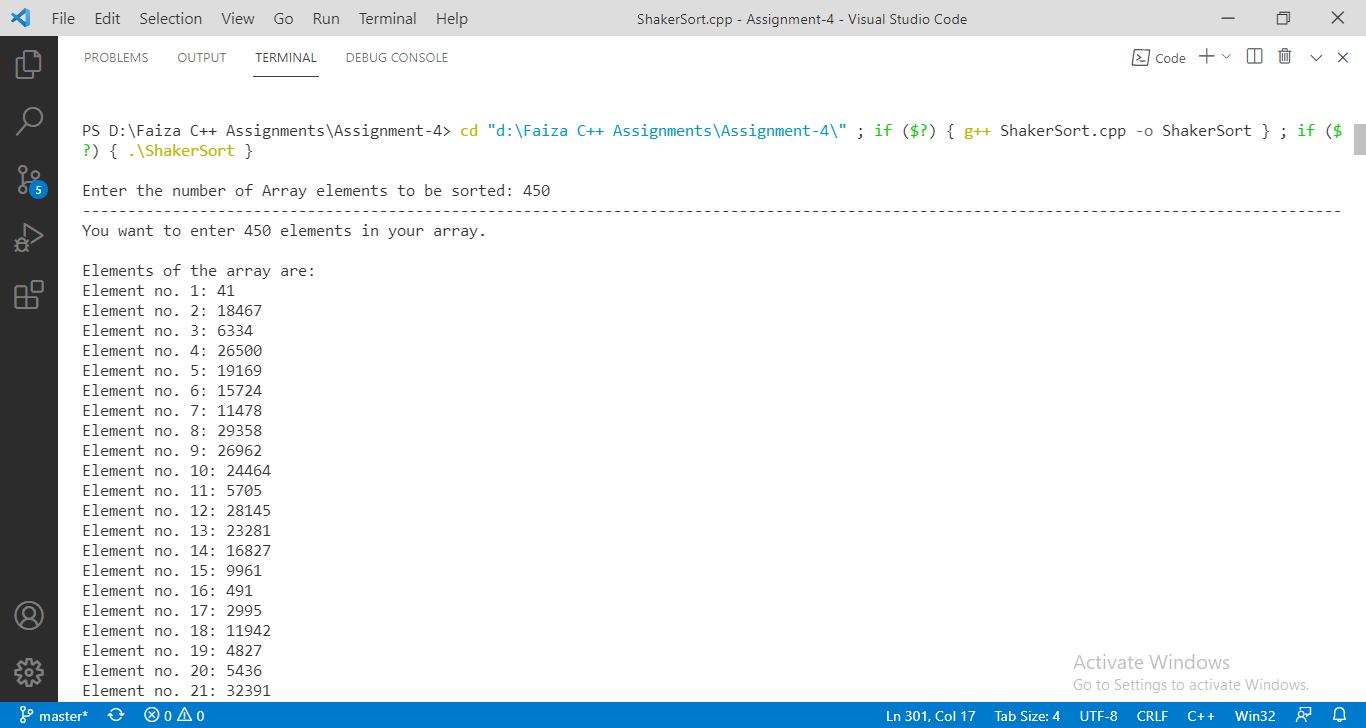 File Edit Selection View Go Run Terminal Help ShakerSort.cpp - Assignment-4 - Visual Studio Code
PROBLEMS OUTPUT TERMINAL DEBUG CONSOLE Code
PS D:\Faiza C++ Assignments\Assignment-4> cd "d:\Faiza C++ Assignments\Assignment-4\" ; if ($?) { g++ ShakerSort.cpp -o ShakerSort } ; if ($
?) { .\ShakerSort }
Enter the number of Array elements to be sorted: 450
--------------------------------------------------------------------------------------------------------------------------------------------
You want to enter 450 elements in your array.
Elements of the array are:
Element no. 1: 41
Element no. 2: 18467
Element no. 3: 6334
Element no. 4: 26500
Element no. 5: 19169
Element no. 6: 15724
Element no. 7: 11478
Element no. 8: 29358
Element no. 9: 26962
Element no. 10: 24464
Element no. 11: 5705
Element no. 12: 28145
Element no. 13: 23281
Element no. 14: 16827
Element no. 15: 9961
Element no. 16: 491
Element no. 17: 2995
Element no. 18: 11942
Element no. 19: 4827
Element no. 20: 5436
Element no. 21: 32391
5
Activate Windows
Go to Settings to activate Windows.
master* 0 0 Ln 301, Col 17 Tab Size: 4 UTF-8 CRLF C++ Win32